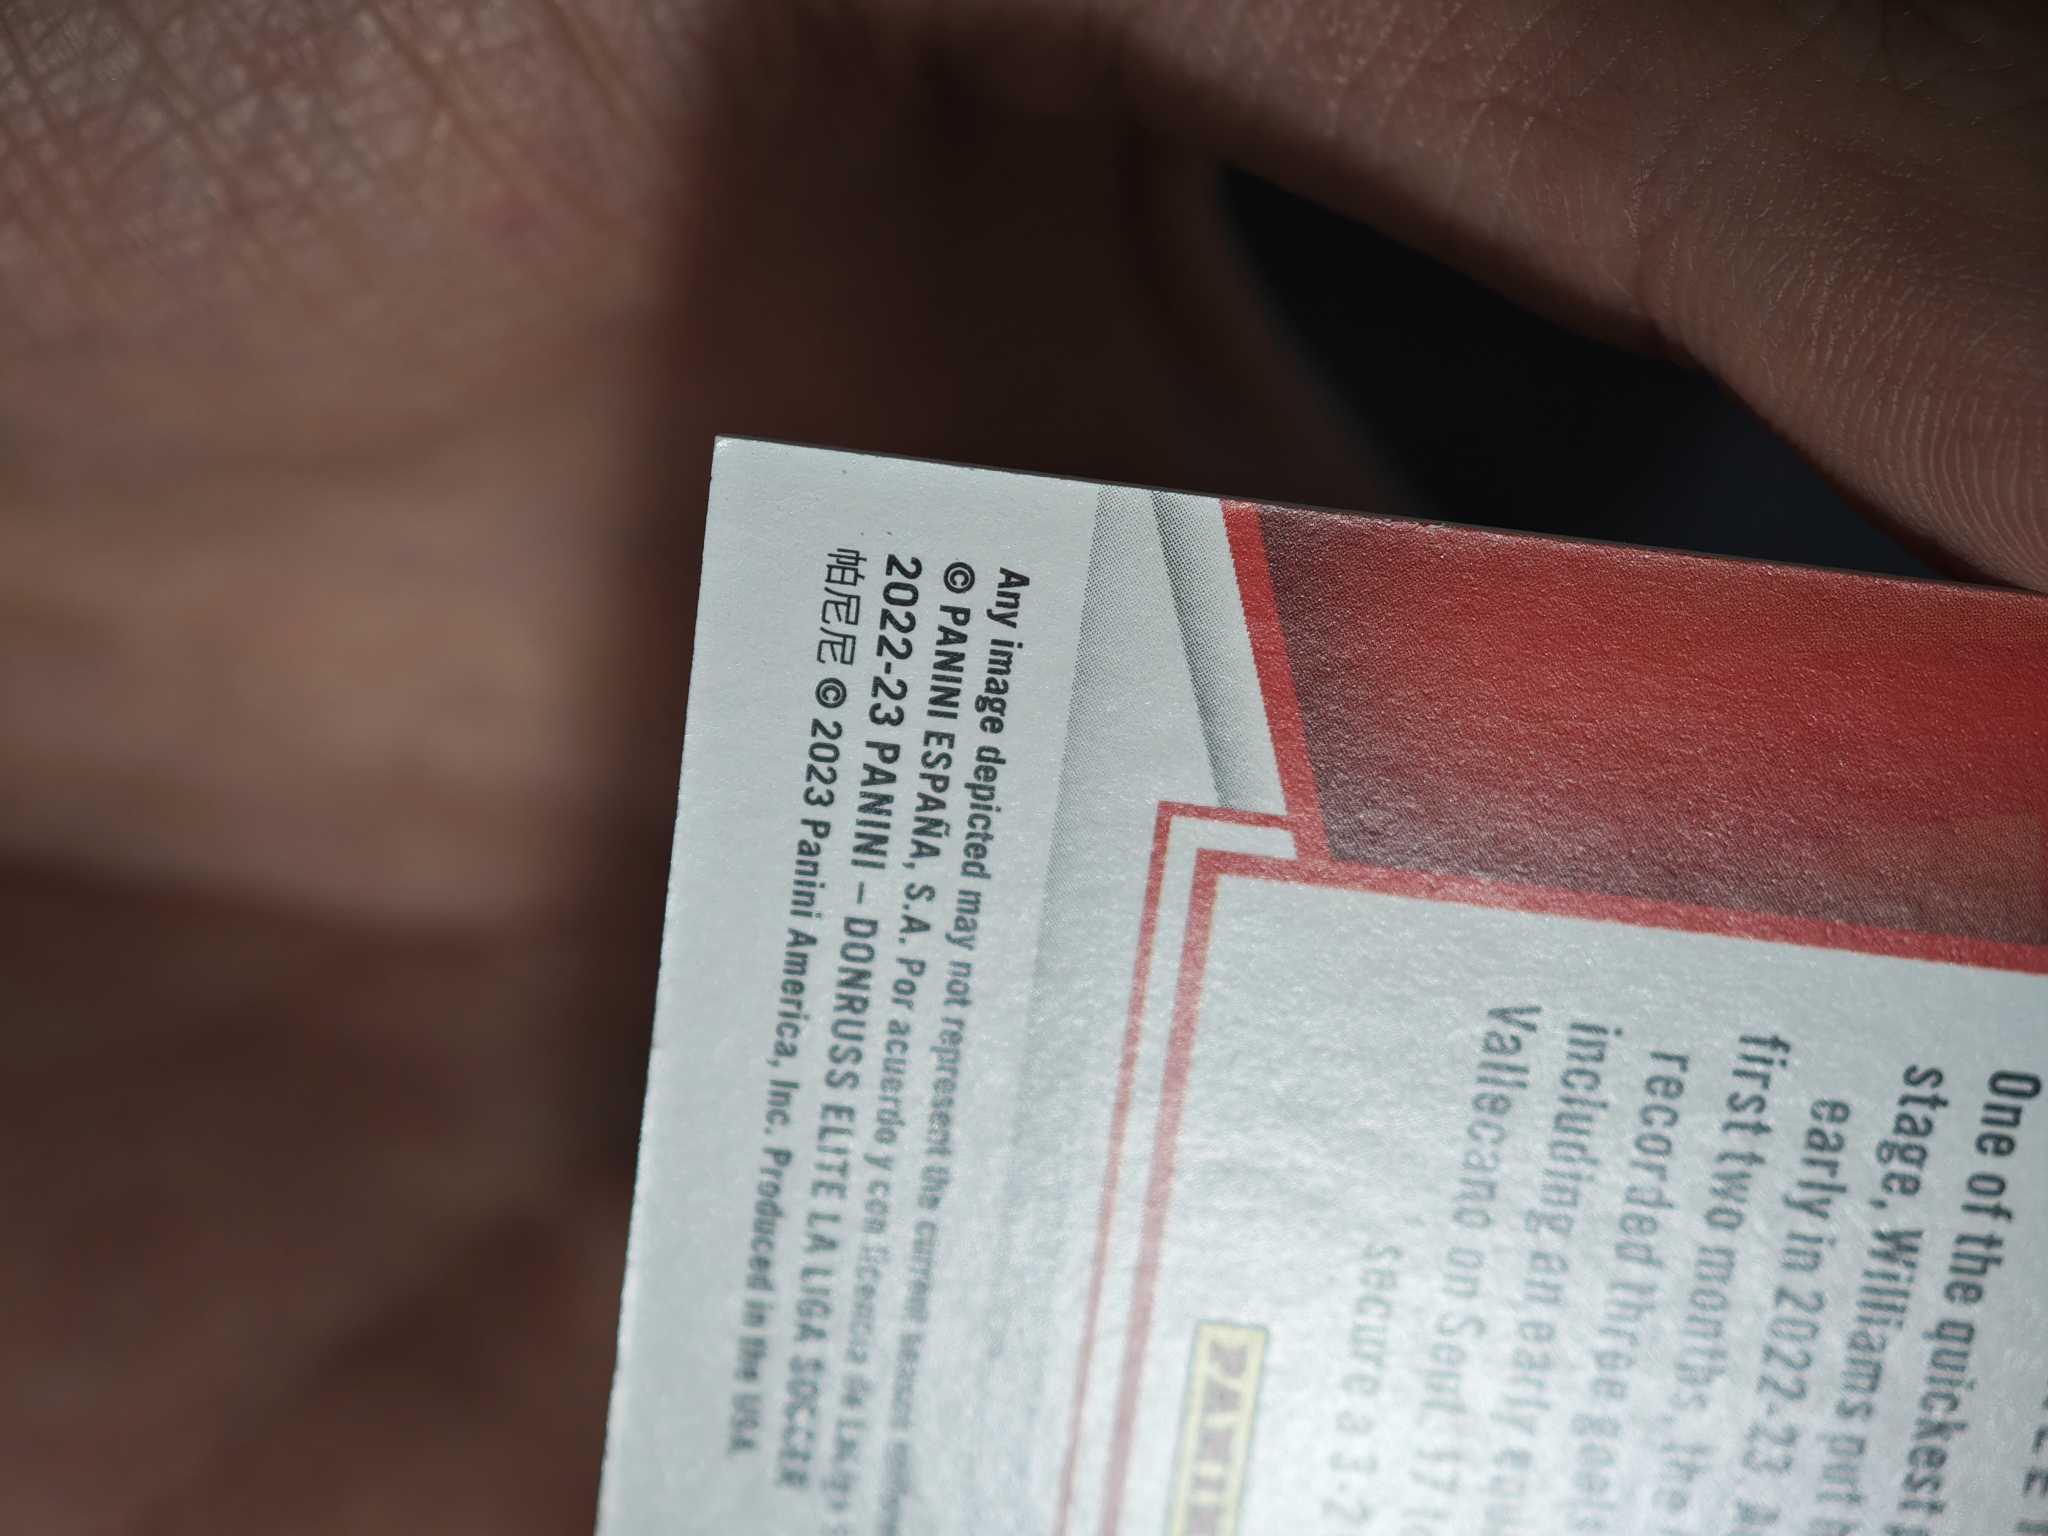 One of the quickest
stage, Williams put
early in 2022-23
first two months, the
recorded three
including an early
Vallecano on Sept 17
secure a 3-2
Any image depicted may not represent the current season
© PANINI ESPAÑA, S.A. Por acuerdo y con licencia de
2022-23 PANINI – DONRUSS ELITE LA LIGA SOCCER
帕尼尼 © 2023 Panini America, Inc. Produced in the USA